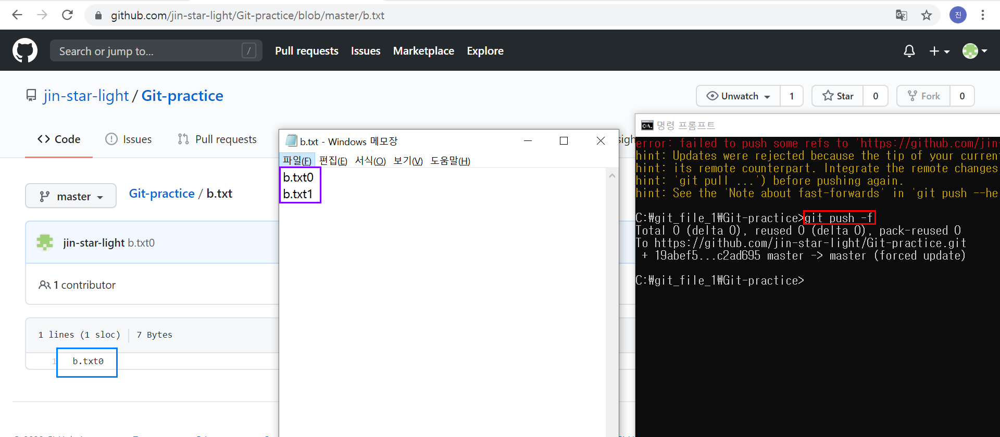 github.com/jin-star-light/Git-practice/blob/master/b.txt
진
Search or jump to... /
Pull requests Issues Marketplace Explore
jin-star-light / Git-practice
Unwatch 1 Star 0 Fork 0
Code Issues Pull requests
b.txt - Windows 메모장
파일(F) 편집(E) 서식(O) 보기(V) 도움말(H)
b.txt0
b.txt1
master Git-practice / b.txt
jin-star-light b.txt0
1 contributor
1 lines (1 sloc) 7 Bytes
1 b.txt0
명령 프롬프트
error: failed to push some refs to 'https://github.com/jin-
hint: Updates were rejected because the tip of your curren
hint: its remote counterpart. Integrate the remote changes
hint: 'git pull ...') before pushing again.
hint: See the 'Note about fast-forwards' in 'git push --he
C:₩git_file_1₩Git-practice>git push -f
Total 0 (delta 0), reused 0 (delta 0), pack-reused 0
To https://github.com/jin-star-light/Git-practice.git
+ 19abef5...c2ad695 master -> master (forced update)
C:₩git_file_1₩Git-practice>